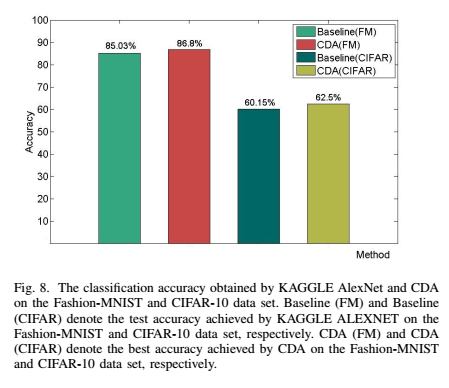 100
90
80
70
60
50
40
30
20
10
Accuracy
85.03%
86.8%
60.15%
62.5%
Baseline(FM)
CDA(FM)
Baseline(CIFAR)
CDA(CIFAR)
Method
Fig. 8. The classification accuracy obtained by KAGGLE AlexNet and CDA
on the Fashion-MNIST and CIFAR-10 data set. Baseline (FM) and Baseline
(CIFAR) denote the test accuracy achieved by KAGGLE ALEXNET on the
Fashion-MNIST and CIFAR-10 data set, respectively. CDA (FM) and CDA
(CIFAR) denote the best accuracy achieved by CDA on the Fashion-MNIST
and CIFAR-10 data set, respectively.